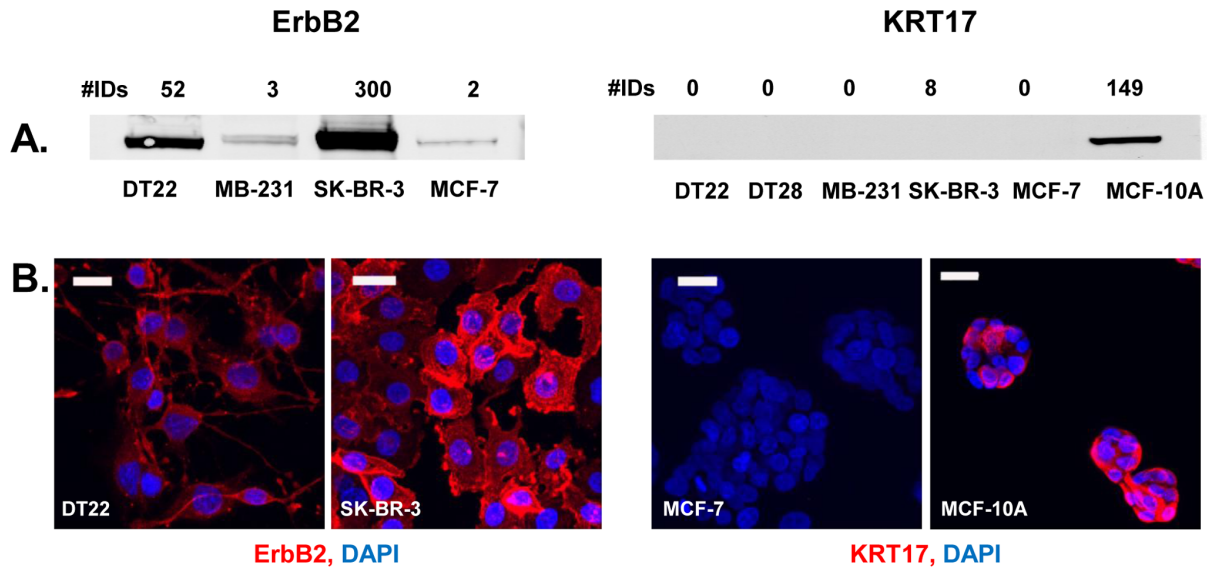 ErbB2 KRT17
#IDs 52 3 300 2 #IDs 0 0 0 8 0 149
A.
DT22 MB-231 SK-BR-3 MCF-7 DT22 DT28 MB-231 SK-BR-3 MCF-7 MCF-10A
B.
DT22 SK-BR-3 MCF-7 MCF-10A
ErbB2, DAPI KRT17, DAPI